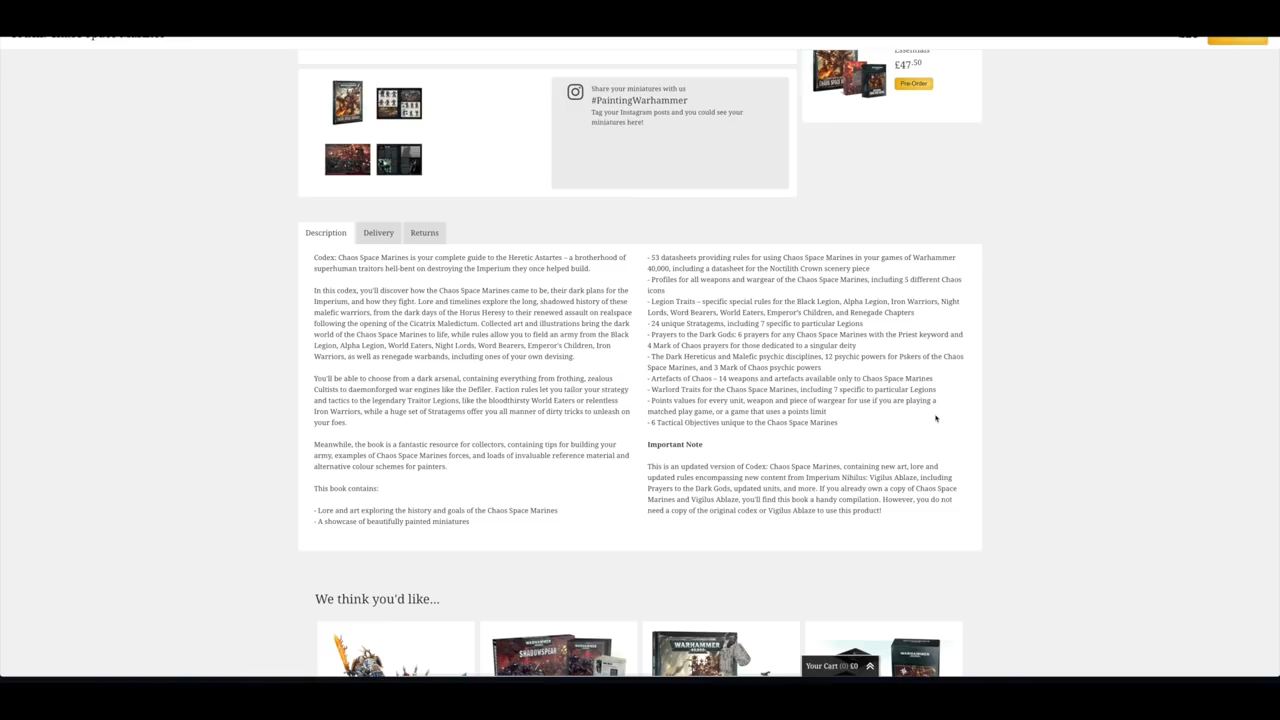 Essentials
£47.50
Pre-Order
Share your miniatures with us
#PaintingWarhammer
Tag your Instagram posts and you could see your
miniatures here!
Description
Delivery
Returns
Codex: Chaos Space Marines is your complete guide to the Heretic Astartes – a brotherhood of
superhuman traitors hell-bent on destroying the Imperium they once helped build.
In this codex, you'll discover how the Chaos Space Marines came to be, their dark plans for the
Imperium, and how they fight. Lore and timelines explore the long, shadowed history of these
malefic warriors, from the dark days of the Horus Heresy to their renewed assault on realspace
following the opening of the Cicatrix Maledictum. Collected art and illustrations bring the dark
world of the Chaos Space Marines to life, while rules allow you to field an army from the Black
Legion, Alpha Legion, World Eaters, Night Lords, Word Bearers, Emperor's Children, Iron
Warriors, as well as renegade warbands, including ones of your own devising.
You'll be able to choose from a dark arsenal, containing everything from frothing, zealous
Cultists to daemonforged war engines like the Defiler. Faction rules let you tailor your strategy
and tactics to the legendary Traitor Legions, like the bloodthirsty World Eaters or relentless
Iron Warriors, while a huge set of Stratagems offer you all manner of dirty tricks to unleash on
your foes.
Meanwhile, the book is a fantastic resource for collectors, containing tips for building your
army, examples of Chaos Space Marines forces, and loads of invaluable reference material and
alternative colour schemes for painters.
This book contains:
- Lore and art exploring the history and goals of the Chaos Space Marines
- A showcase of beautifully painted miniatures
- 53 datasheets providing rules for using Chaos Space Marines in your games of Warhammer
40,000, including a datasheet for the Noctilith Crown scenery piece
- Profiles for all weapons and wargear of the Chaos Space Marines, including 5 different Chaos
icons
- Legion Traits – specific special rules for the Black Legion, Alpha Legion, Iron Warriors, Night
Lords, Word Bearers, World Eaters, Emperor's Children, and Renegade Chapters
- 24 unique Stratagems, including 7 specific to particular Legions
- Prayers to the Dark Gods: 6 prayers for any Chaos Space Marines with the Priest keyword and
4 Mark of Chaos prayers for those dedicated to a singular deity
- The Dark Hereticus and Malefic psychic disciplines, 12 psychic powers for Pskers of the Chaos
Space Marines, and 3 Mark of Chaos psychic powers
- Artefacts of Chaos – 14 weapons and artefacts available only to Chaos Space Marines
- Warlord Traits for the Chaos Space Marines, including 7 specific to particular Legions
- Points values for every unit, weapon and piece of wargear for use if you are playing a
matched play game, or a game that uses a points limit
- 6 Tactical Objectives unique to the Chaos Space Marines
Important Note
This is an updated version of Codex: Chaos Space Marines, containing new art, lore and
updated rules encompassing new content from Imperium Nihilus: Vigilus Ablaze, including
Prayers to the Dark Gods, updated units, and more. If you already own a copy of Chaos Space
Marines and Vigilus Ablaze, you'll find this book a handy compilation. However, you do not
need a copy of the original codex or Vigilus Ablaze to use this product!
We think you'd like...
SHADOWSPEAR
WARHAMMER
Your Cart (0) £0